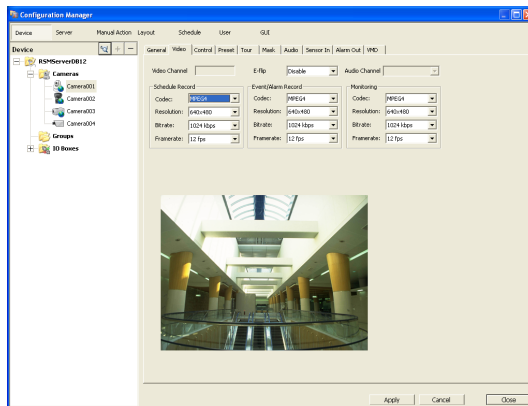 Configuration Manager
Device Server Manual Action Layout Schedule User GUI
Device
RSMServerDB12
Cameras
Camera001
Camera002
Camera003
Camera004
Groups
IO Boxes
General Video Control Preset Tour Mask Audio Sensor In Alarm Out VMD
Video Channel E-flip Disable Audio Channel
Schedule Record Event/Alarm Record Monitoring
Codec: MPEG4 Codec: MPEG4 Codec: MPEG4
Resolution: 640x480 Resolution: 640x480 Resolution: 640x480
Bitrate: 1024 kbps Bitrate: 1024 kbps Bitrate: 1024 kbps
Framerate: 12 fps Framerate: 12 fps Framerate: 12 fps
Apply Cancel Close